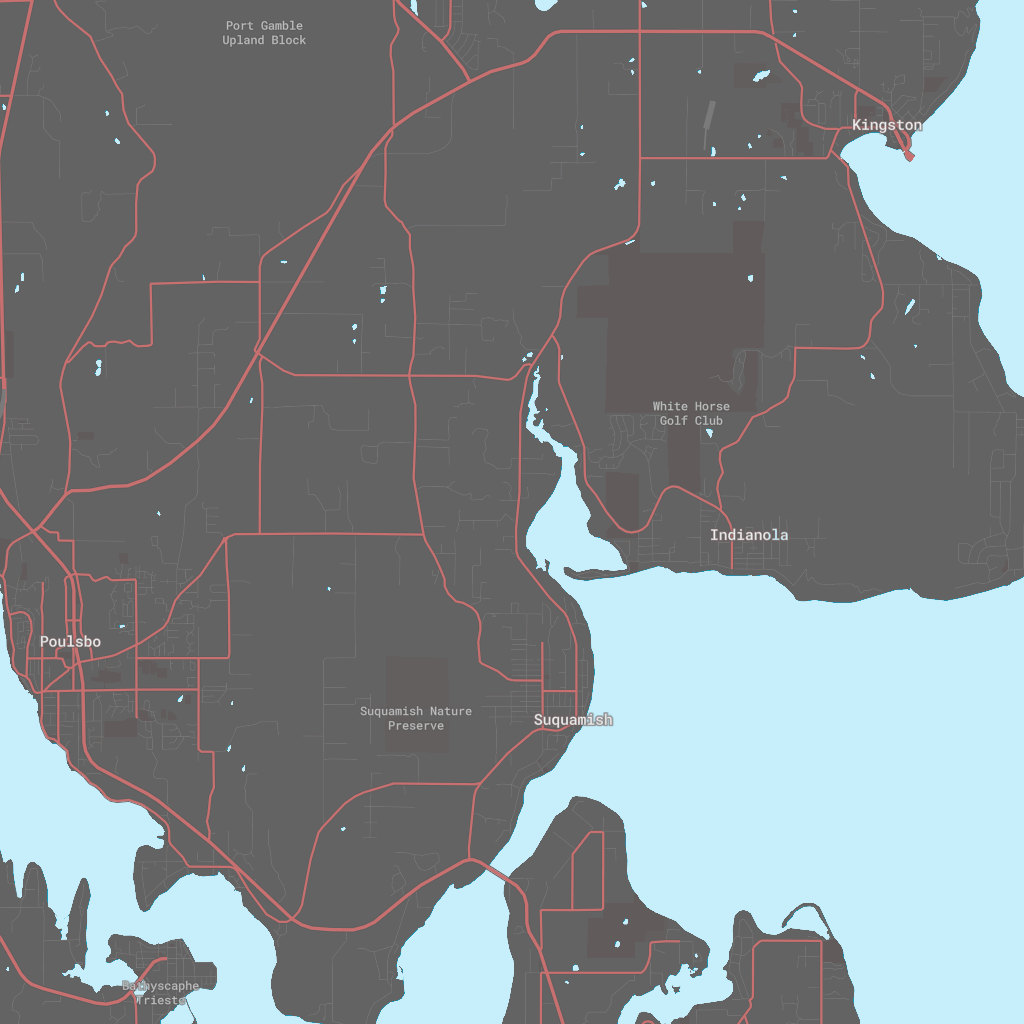 Port Gamble
Upland Block
Kingston
White Horse
Golf Club
Indianola
Poulsbo
Suquamish Nature
Preserve
Suquamish
Bathyscaphe
Trieste